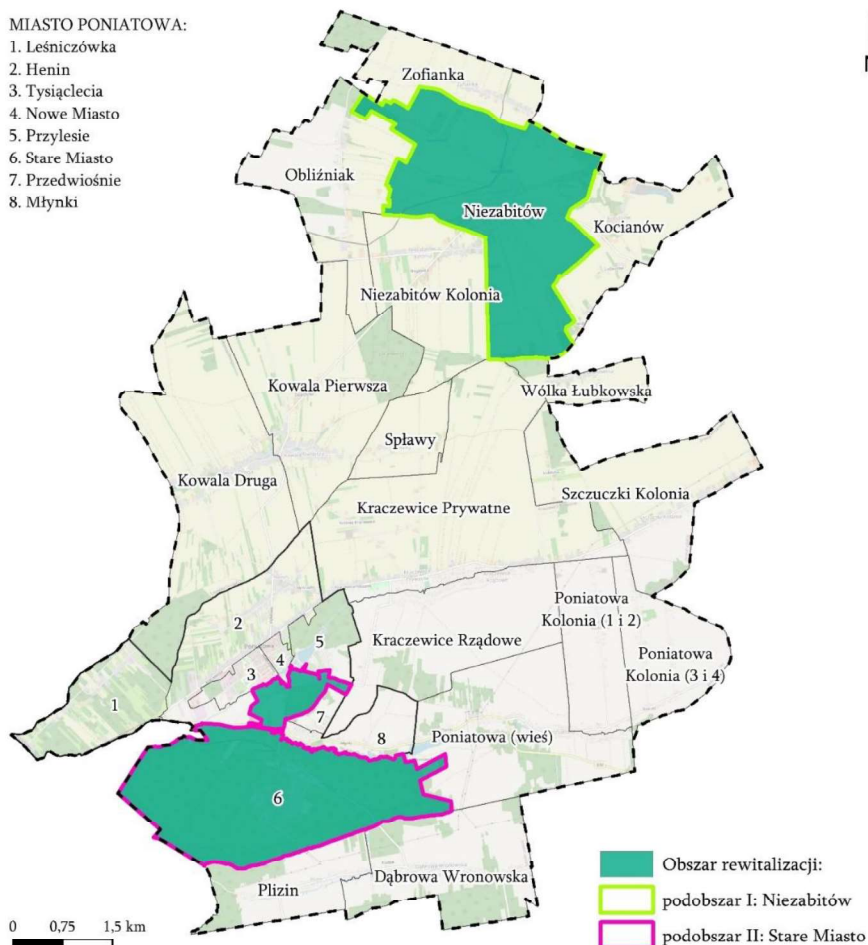 MIASTO PONIATOWA:
1. Leśniczówka
2. Henin
3. Tysiąclecia
4. Nowe Miasto
5. Przylesie
6. Stare Miasto
7. Przedwiośnie
8. Młynki
Zofianka
Obliźniak
Niezabitów
Kocianów
Niezabitów Kolonia
Kowala Pierwsza
Wólka Łubkowska
Spławy
Kowala Druga
Szczuczki Kolonia
Kraczewice Prywatne
Poniatowa
Kolonia (1 i 2)
2
5
Kraczewice Rządowe
Poniatowa
Kolonia (3 i 4)
4
3
1
7
8
Poniatowa (wieś)
6
Plizin
Dąbrowa Wronowska
Obszar rewitalizacji:
podobszar I: Niezabitów
podobszar II: Stare Miasto
0 0,75 1,5 km